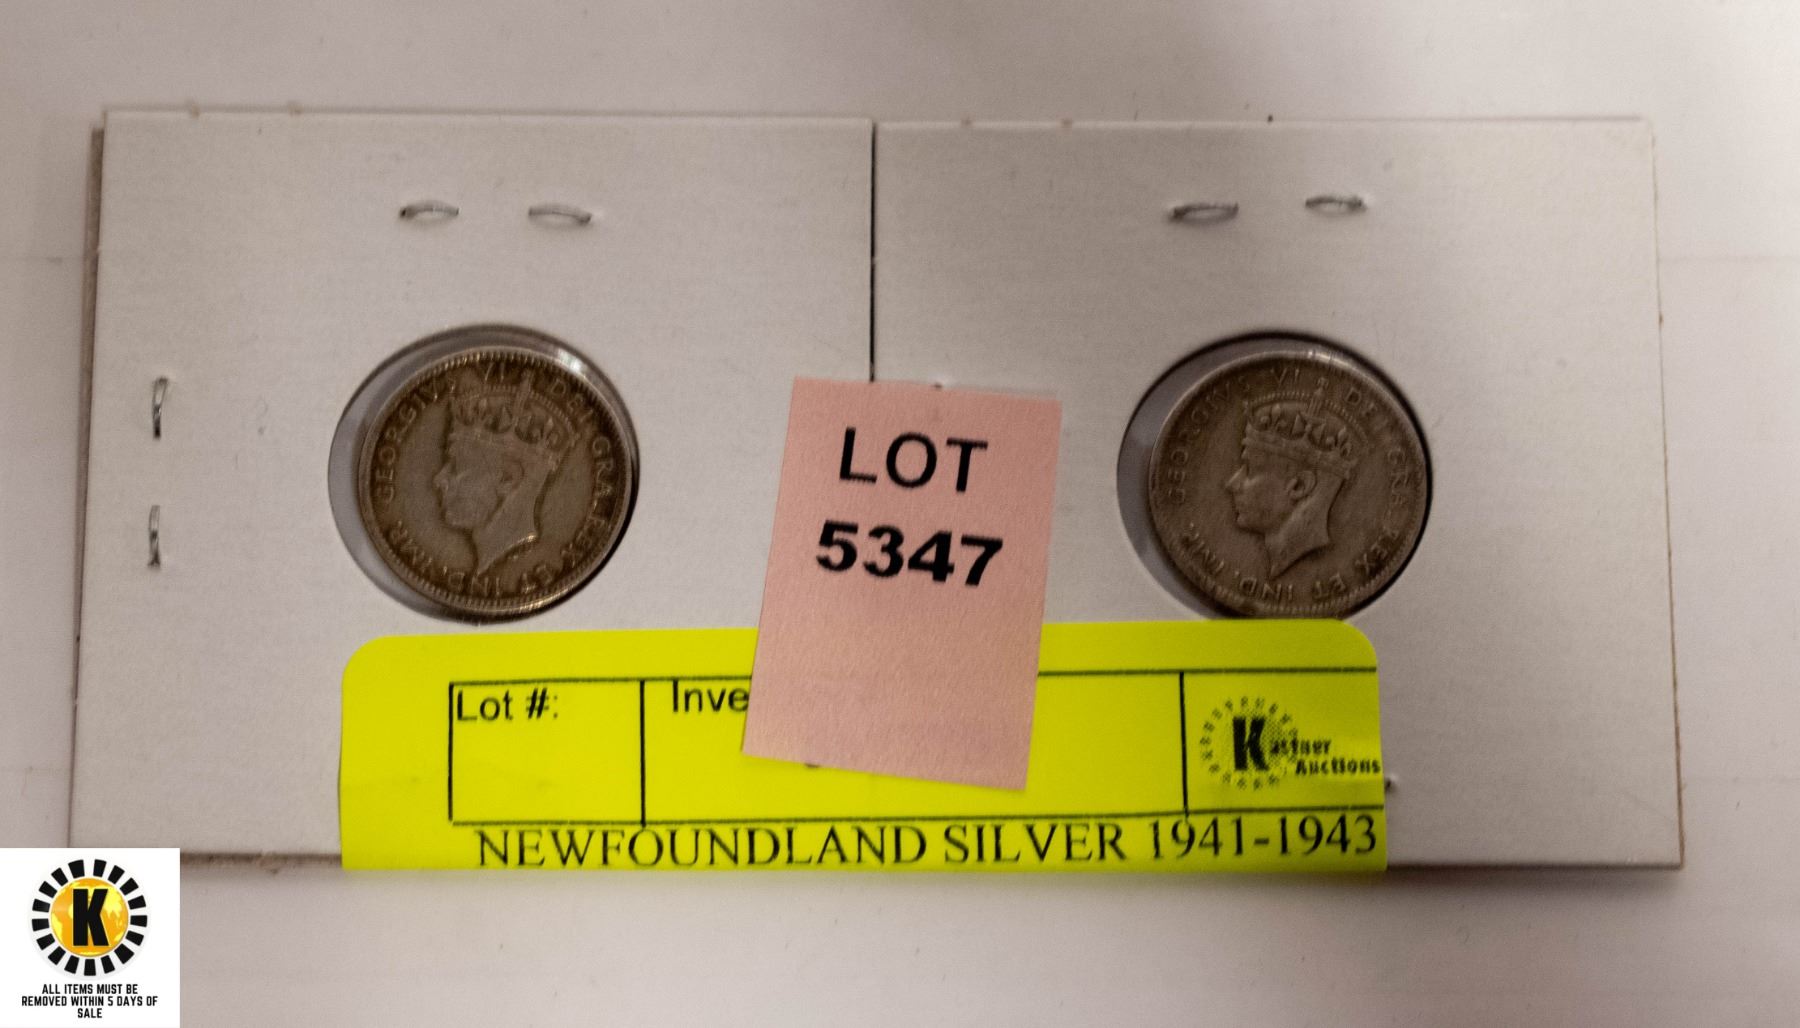 GEORGIVS VI DEI GRA. REX ET IND. IMP.
GEORGIVS VI DEI GRA. REX ET IND. IMP.
LOT
5347
Lot #:
Inve
Kastner
Auctions
NEWFOUNDLAND SILVER 1941-1943
K
ALL ITEMS MUST BE
REMOVED WITHIN 5 DAYS OF
SALE